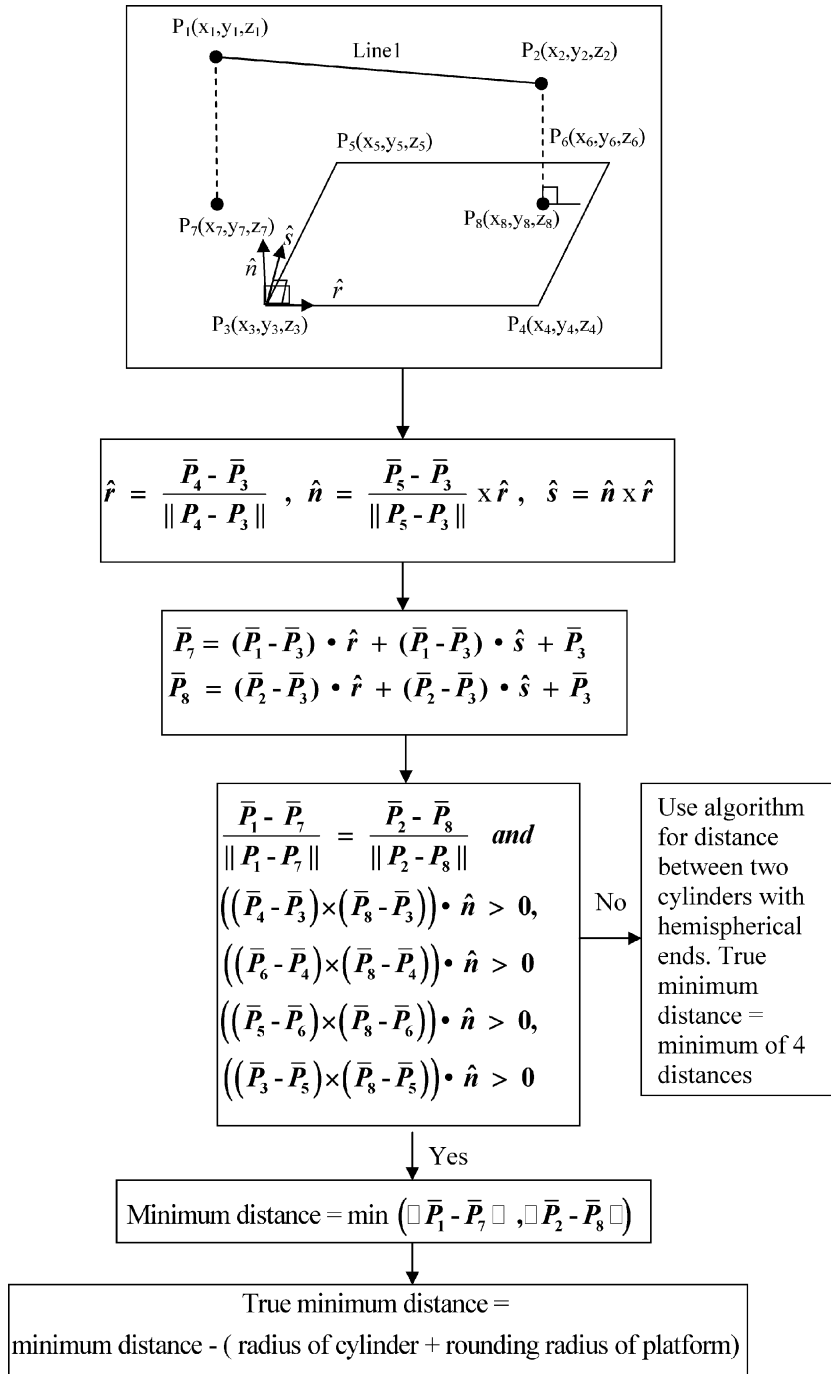 P₁(x₁,y₁,z₁)
Line1
P₂(x₂,y₂,z₂)
P₅(x₅,y₅,z₅)
P₆(x₆,y₆,z₆)
P₇(x₇,y₇,z₇)
P₈(x₈,y₈,z₈)
ŝ
n̂
r̂
P₃(x₃,y₃,z₃)
P₄(x₄,y₄,z₄)
r̂ = (P̄₄ - P̄₃) / (‖P₄ - P₃‖) , n̂ = (P̄₅ - P̄₃) / (‖P₅ - P₃‖) x r̂ , ŝ = n̂ x r̂
P̄₇ = (P̄₁ - P̄₃) • r̂ + (P̄₁ - P̄₃) • ŝ + P̄₃
P̄₈ = (P̄₂ - P̄₃) • r̂ + (P̄₂ - P̄₃) • ŝ + P̄₃
(P̄₁ - P̄₇) / (‖P₁ - P₇‖) = (P̄₂ - P̄₈) / (‖P₂ - P₈‖) and
((P̄₄ - P̄₃)×(P̄₈ - P̄₃)) • n̂ > 0,
((P̄₆ - P̄₄)×(P̄₈ - P̄₄)) • n̂ > 0
((P̄₅ - P̄₆)×(P̄₈ - P̄₆)) • n̂ > 0,
((P̄₃ - P̄₅)×(P̄₈ - P̄₅)) • n̂ > 0
No
Use algorithm
for distance
between two
cylinders with
hemispherical
ends. True
minimum
distance =
minimum of 4
distances
Yes
Minimum distance = min (▯ P̄₁ - P̄₇ ▯ ,▯ P̄₂ - P̄₈ ▯)
True minimum distance =
minimum distance - ( radius of cylinder + rounding radius of platform)